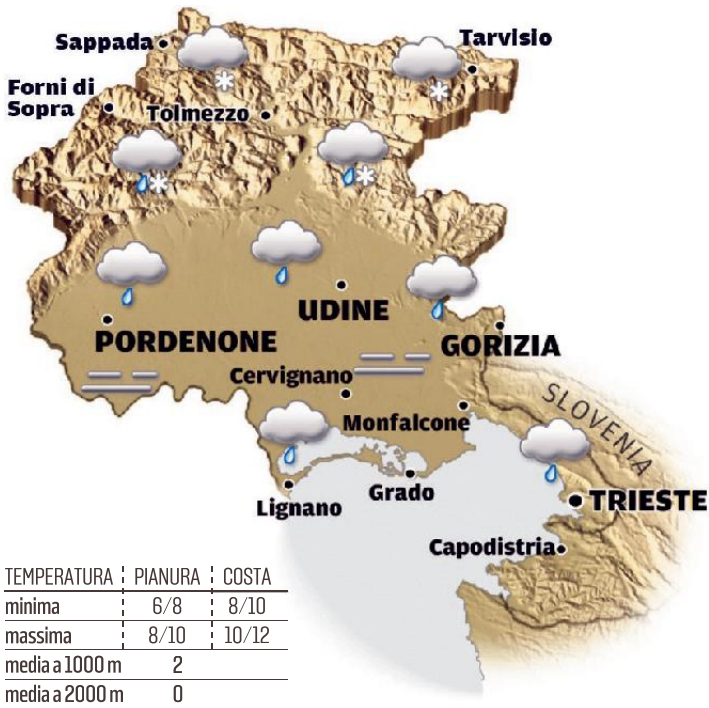 Sappada
Tarvisio
Forni di
Sopra
Tolmezzo
UDINE
PORDENONE
GORIZIA
Cervignano
SLOVENIA
Monfalcone
Grado
Lignano
TRIESTE
Capodistria
TEMPERATURA PIANURA COSTA
minima 6/8 8/10
massima 8/10 10/12
media a 1000 m 2
media a 2000 m 0